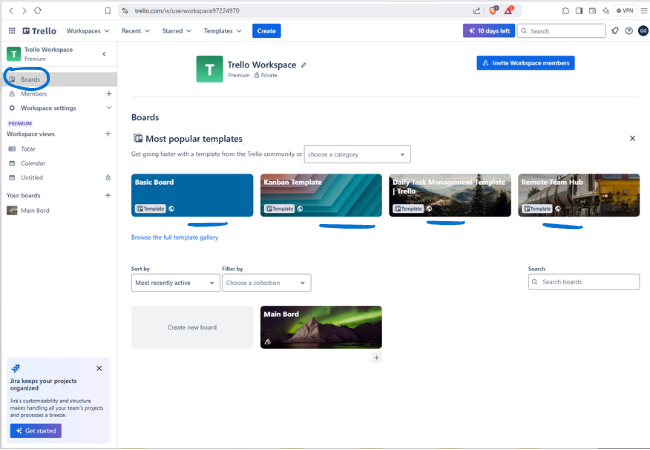 trello.com/w/userworkspace97224970
VPN
Trello
Workspaces
Recent
Starred
Templates
Create
10 days left
Search
Trello Workspace
Premium
Boards
Members
Workspace settings
PREMIUM
Workspace views
Table
Calendar
Untitled
Your boards
Main Bord
Jira keeps your projects
organized
Jira's customizability and structure
makes handling all your team's projects
and processes a breeze.
Get started
Trello Workspace
Premium Private
Invite Workspace members
T
T
Boards
Most popular templates
Get going faster with a template from the Trello community or
choose a category
Basic Board
Template
Kanban Template
Template
Daily Task Management Template
| Trello
Template
Remote Team Hub
Template
Browse the full template gallery
Sort by
Most recently active
Filter by
Choose a collection
Search
Search boards
Create new board
Main Bord